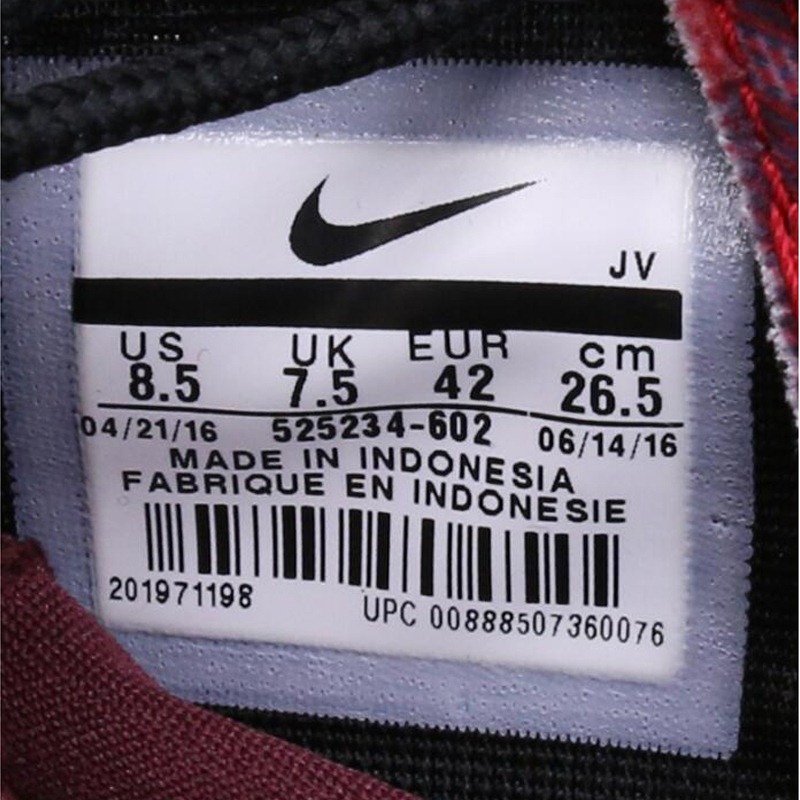 JV
US UK EUR cm
8.5 7.5 42 26.5
04/21/16 525234-602 06/14/16
MADE IN INDONESIA
FABRIQUE EN INDONESIE
201971198 UPC 00888507360076